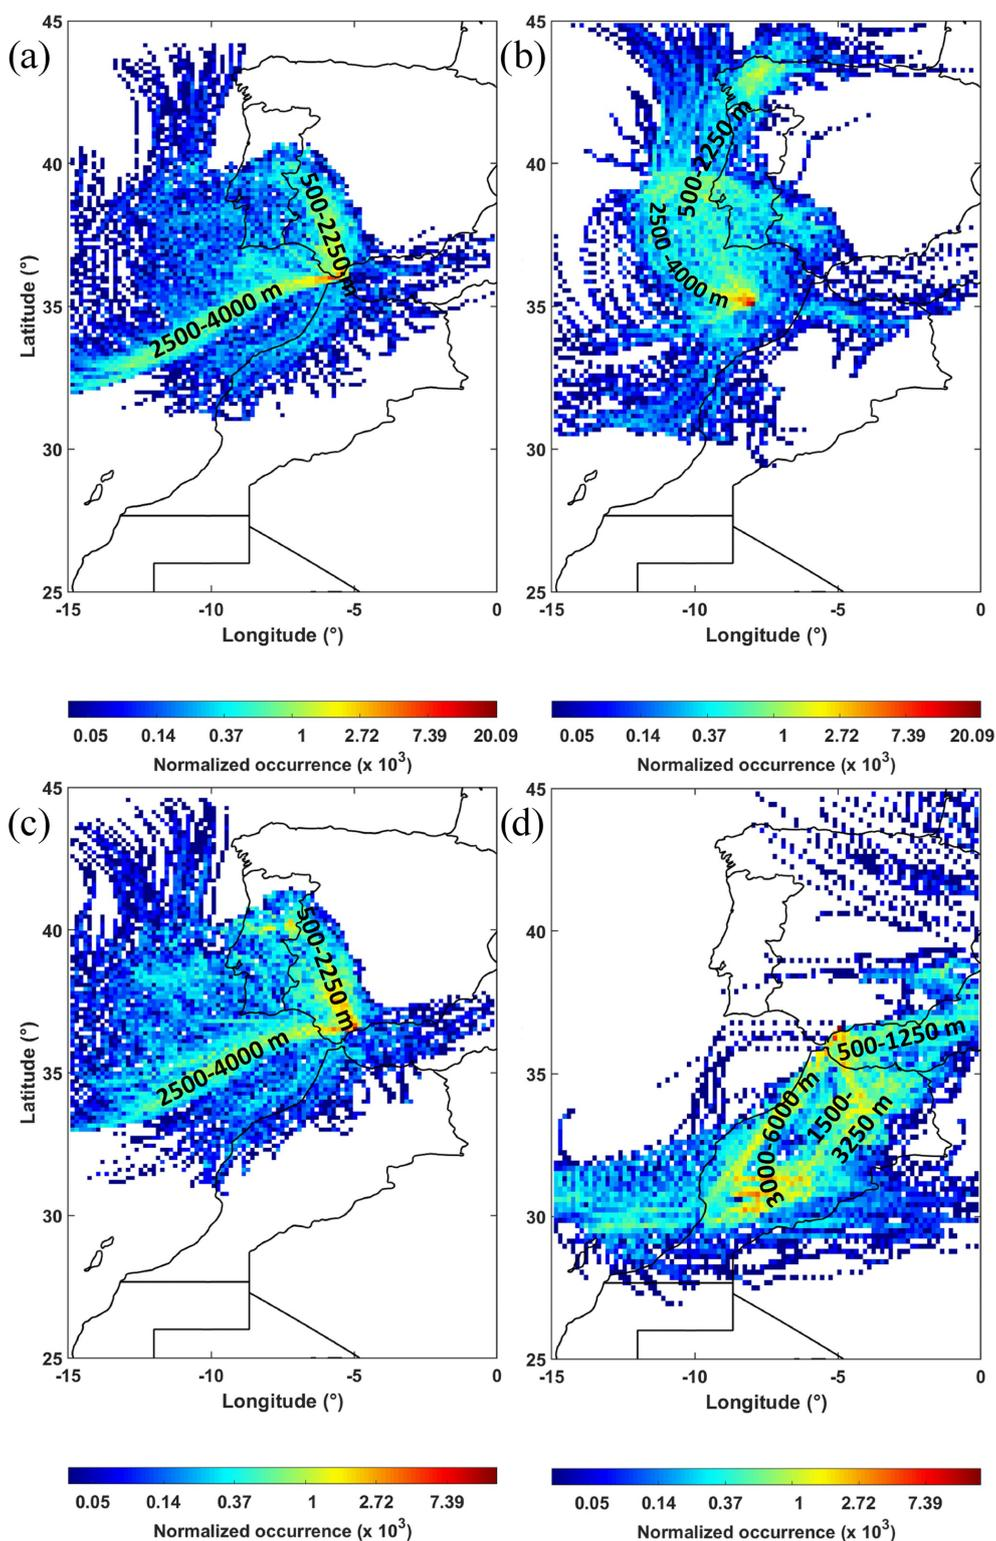 (a)
45
40
35
30
25
Latitude (°)
-15 -10 -5 0
Longitude (°)
500-2250 m
2500-4000 m
0.05 0.14 0.37 1 2.72 7.39 20.09
Normalized occurrence (x 10³)
(b)
45
40
35
30
25
-15 -10 -5 0
Longitude (°)
500-2250 m
2500-4000 m
0.05 0.14 0.37 1 2.72 7.39 20.09
Normalized occurrence (x 10³)
(c)
45
40
35
30
25
Latitude (°)
-15 -10 -5 0
Longitude (°)
500-2250 m
2500-4000 m
0.05 0.14 0.37 1 2.72 7.39
Normalized occurrence (x 10³)
(d)
45
40
35
30
25
-15 -10 -5 0
Longitude (°)
500-1250 m
3000-6000 m
1500-
3250 m
0.05 0.14 0.37 1 2.72 7.39
Normalized occurrence (x 10³)